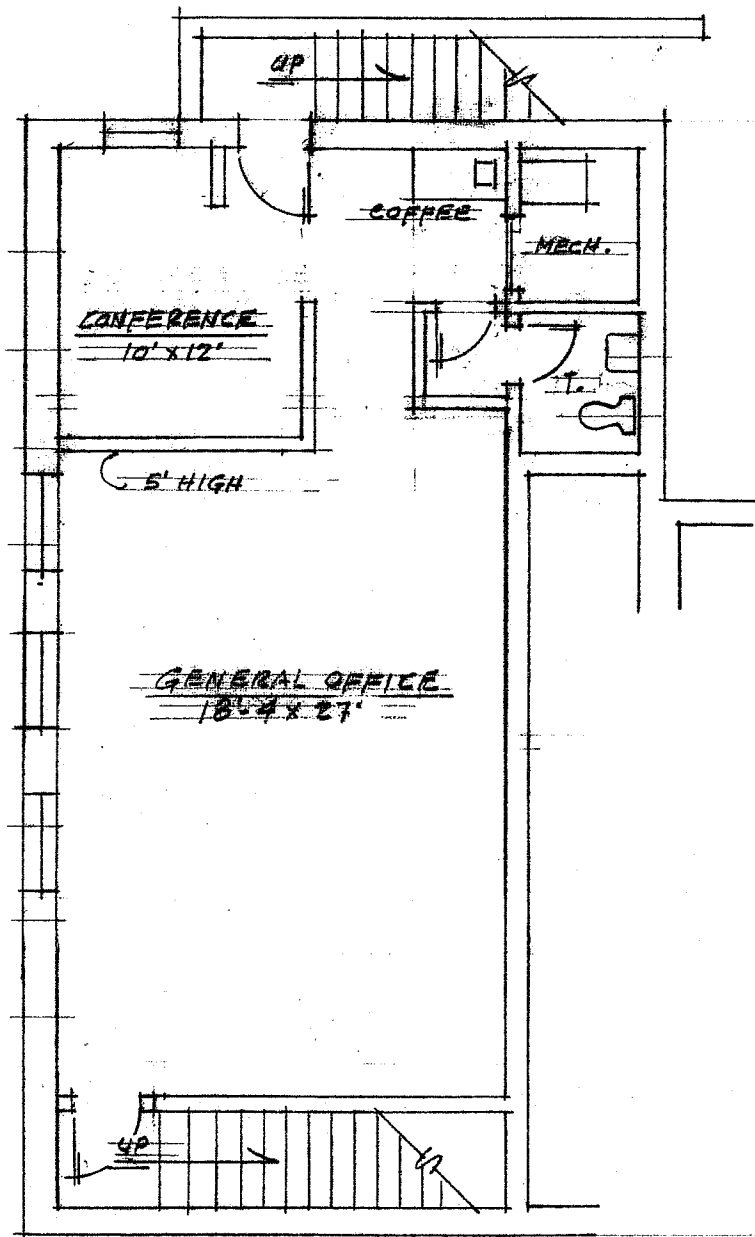 UP
COFFEE
MECH.
CONFERENCE
10' x 12'
T.
5' HIGH
GENERAL OFFICE
18'-4 x 27'
UP